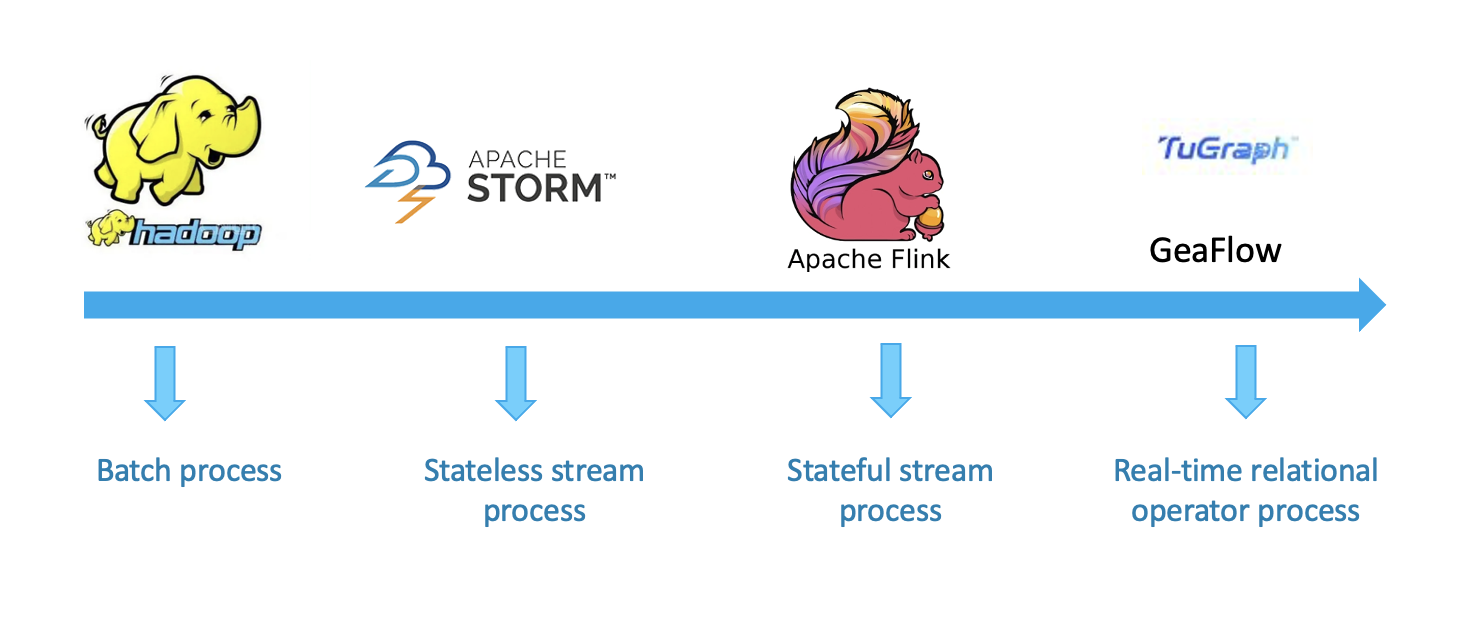 hadoop
APACHE
STORM™
Apache Flink
TuGraph™
GeaFlow
Batch process
Stateless stream
process
Stateful stream
process
Real-time relational
operator process